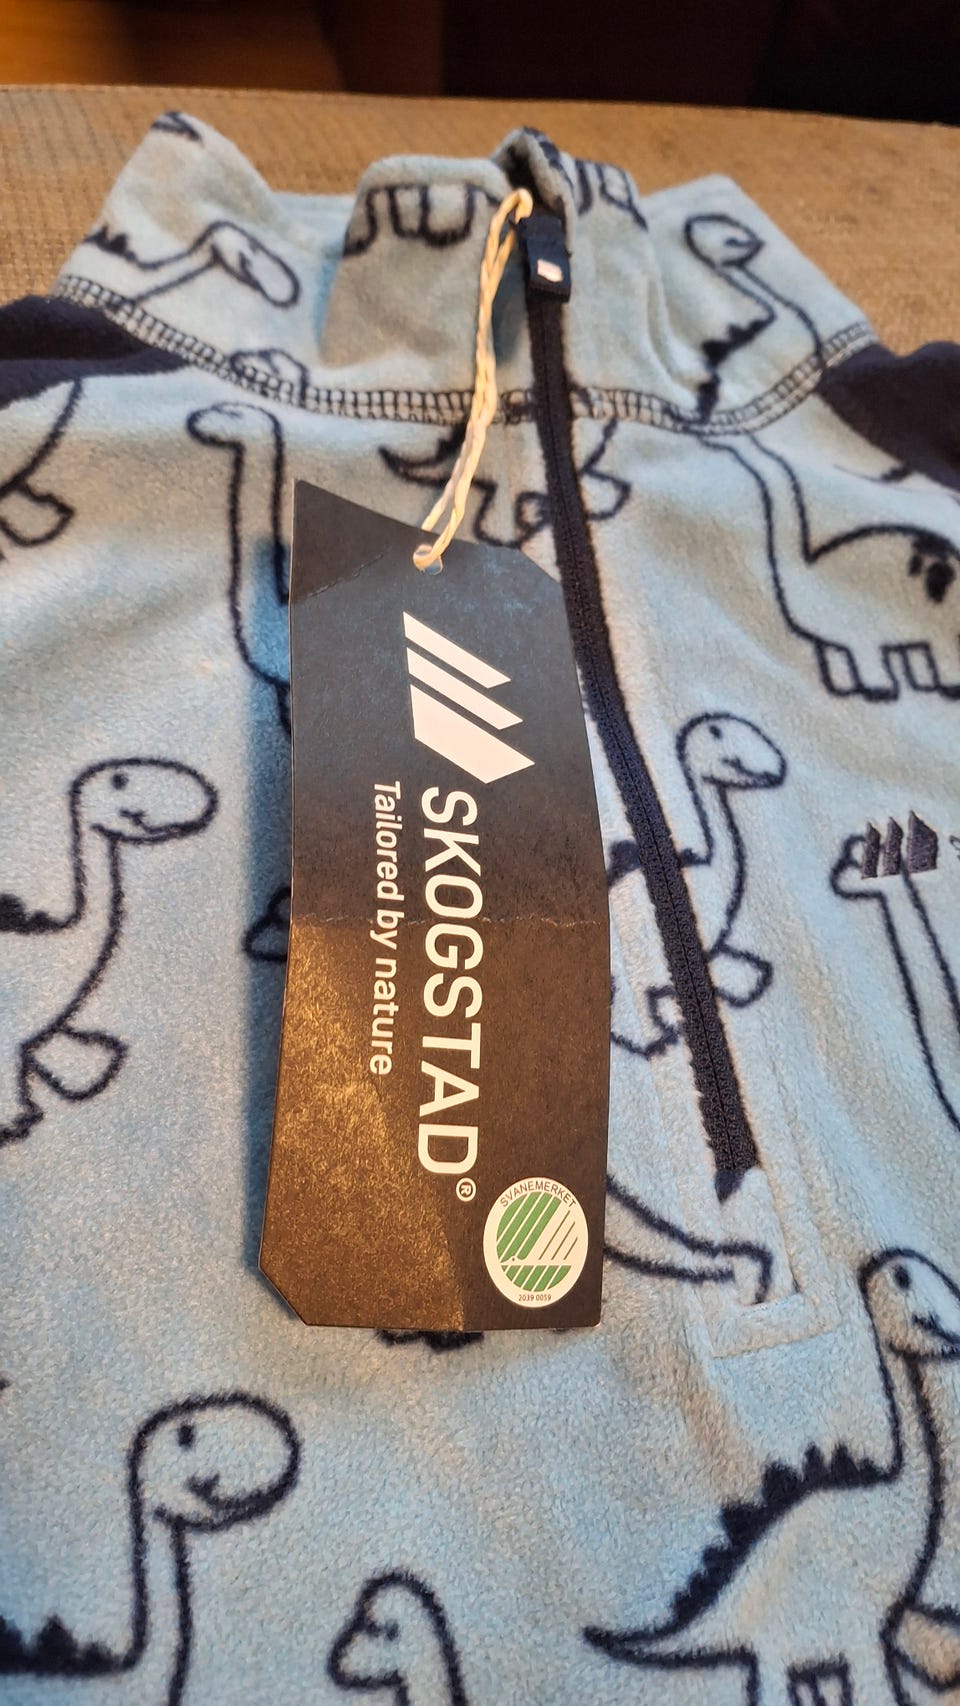 SKOGSTAD®
Tailored by nature
SVANEMERKET
2039 0059